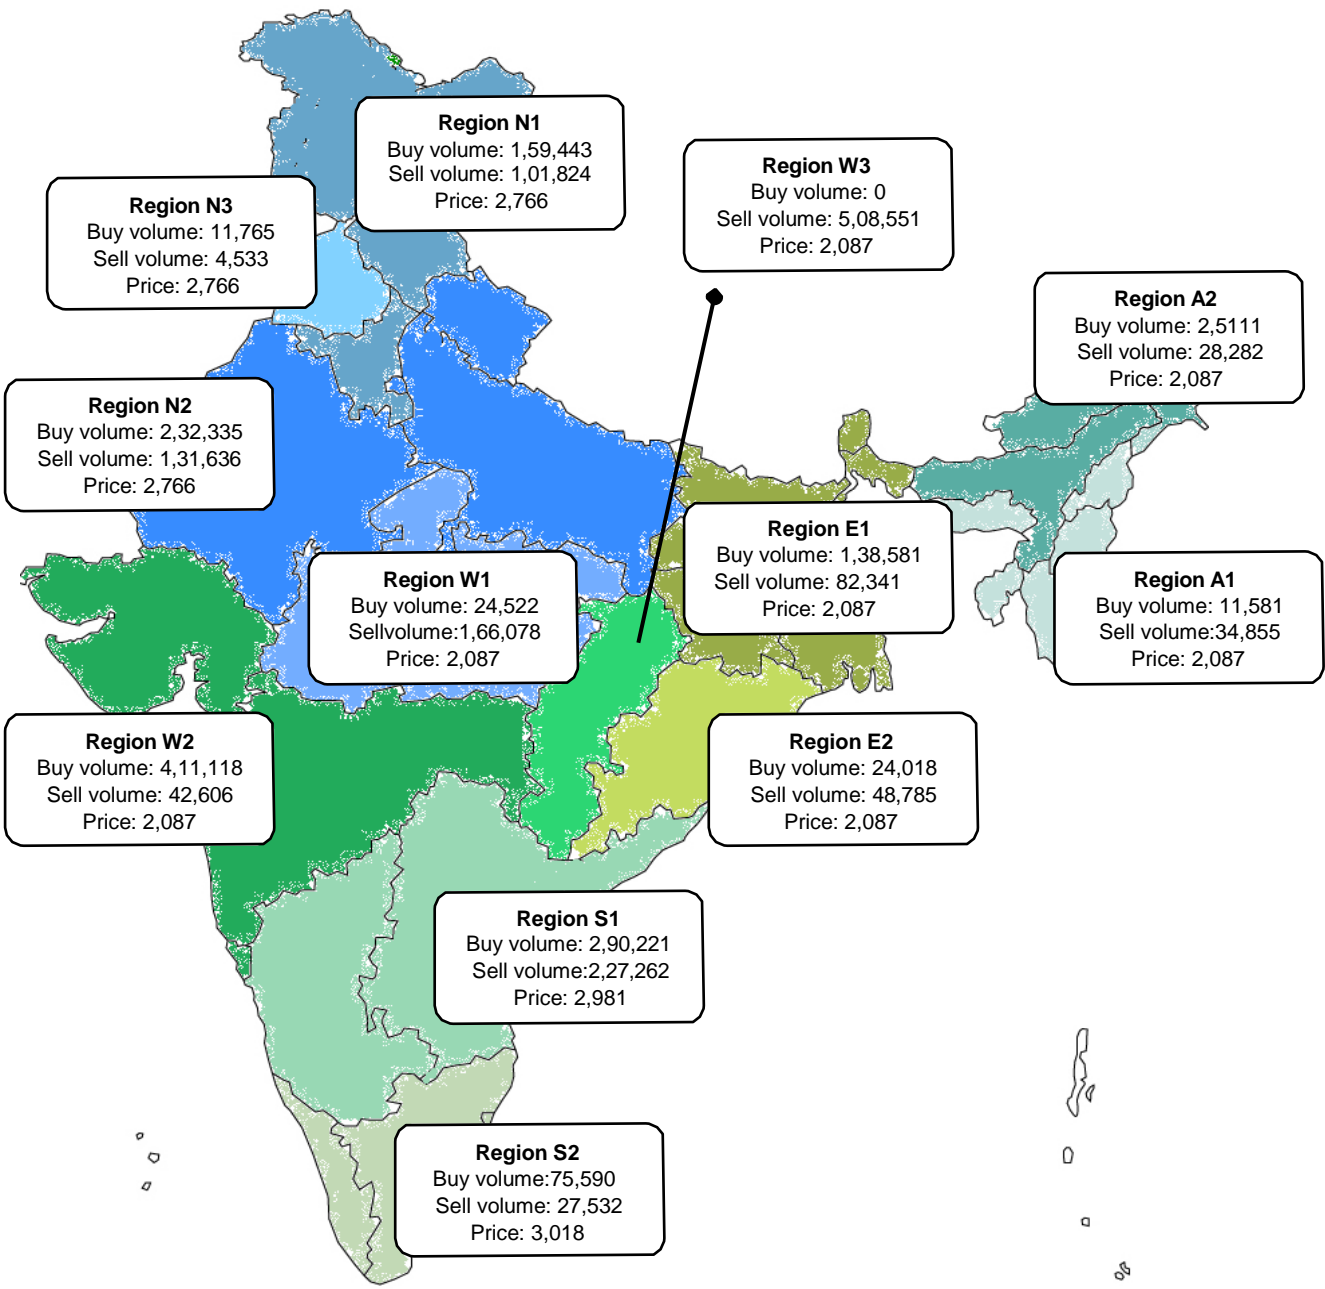 Region N1
Buy volume: 1,59,443
Sell volume: 1,01,824
Price: 2,766
Region W3
Buy volume: 0
Sell volume: 5,08,551
Price: 2,087
Region N3
Buy volume: 11,765
Sell volume: 4,533
Price: 2,766
Region A2
Buy volume: 2,5111
Sell volume: 28,282
Price: 2,087
Region N2
Buy volume: 2,32,335
Sell volume: 1,31,636
Price: 2,766
Region E1
Buy volume: 1,38,581
Sell volume: 82,341
Price: 2,087
Region W1
Buy volume: 24,522
Sellvolume:1,66,078
Price: 2,087
Region A1
Buy volume: 11,581
Sell volume:34,855
Price: 2,087
Region W2
Buy volume: 4,11,118
Sell volume: 42,606
Price: 2,087
Region E2
Buy volume: 24,018
Sell volume: 48,785
Price: 2,087
Region S1
Buy volume: 2,90,221
Sell volume:2,27,262
Price: 2,981
Region S2
Buy volume:75,590
Sell volume: 27,532
Price: 3,018